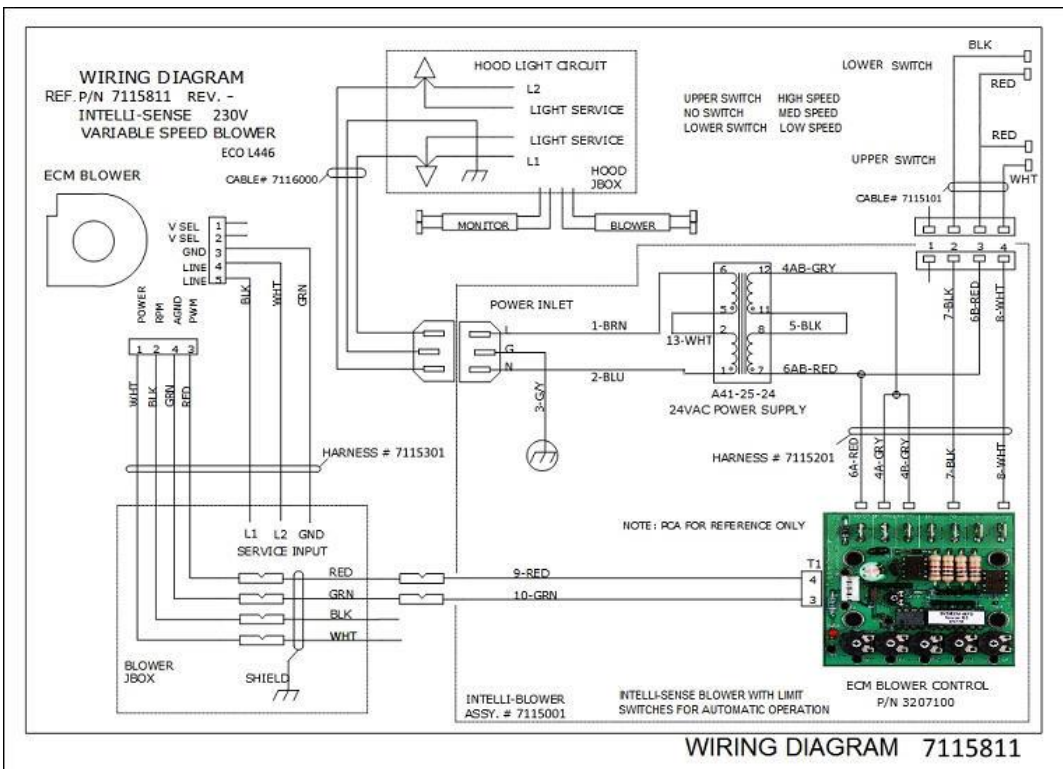 WIRING DIAGRAM
REF. P/N 7115811 REV. -
INTELLI-SENSE 230V
VARIABLE SPEED BLOWER
ECO L446
ECM BLOWER
CABLE# 7116000
HOOD LIGHT CIRCUIT
L2
LIGHT SERVICE
LIGHT SERVICE
L1
HOOD
JBOX
MONITOR
BLOWER
UPPER SWITCH HIGH SPEED
NO SWITCH MED SPEED
LOWER SWITCH LOW SPEED
LOWER SWITCH
BLK
RED
RED
UPPER SWITCH
WHT
CABLE# 7115101
1 2 3 4
7-BLK
6B-RED
8-WHT
V SEL 1
V SEL 2
GND 3
LINE 4
LINE 5
BLK
WHT
GRN
POWER
RPM
AGND
PWM
1 2 4 3
WHT
BLK
GRN
RED
HARNESS # 7115301
POWER INLET
L
G
N
1-BRN
13-WHT
2-BLU
3-G/Y
6
5
2
1
12
11
8
7
4AB-GRY
5-BLK
6AB-RED
A41-25-24
24VAC POWER SUPPLY
HARNESS # 7115201
6A-RED
4A-GRY
4B-GRY
7-BLK
8-WHT
NOTE: PCA FOR REFERENCE ONLY
L1 L2 GND
SERVICE INPUT
RED
GRN
BLK
WHT
9-RED
10-GRN
T1
4
3
BLOWER
JBOX
SHIELD
INTELLI-BLOWER
ASSY. # 7115001
INTELLI-SENSE BLOWER WITH LIMIT
SWITCHES FOR AUTOMATIC OPERATION
ECM BLOWER CONTROL
P/N 3207100
WIRING DIAGRAM 7115811